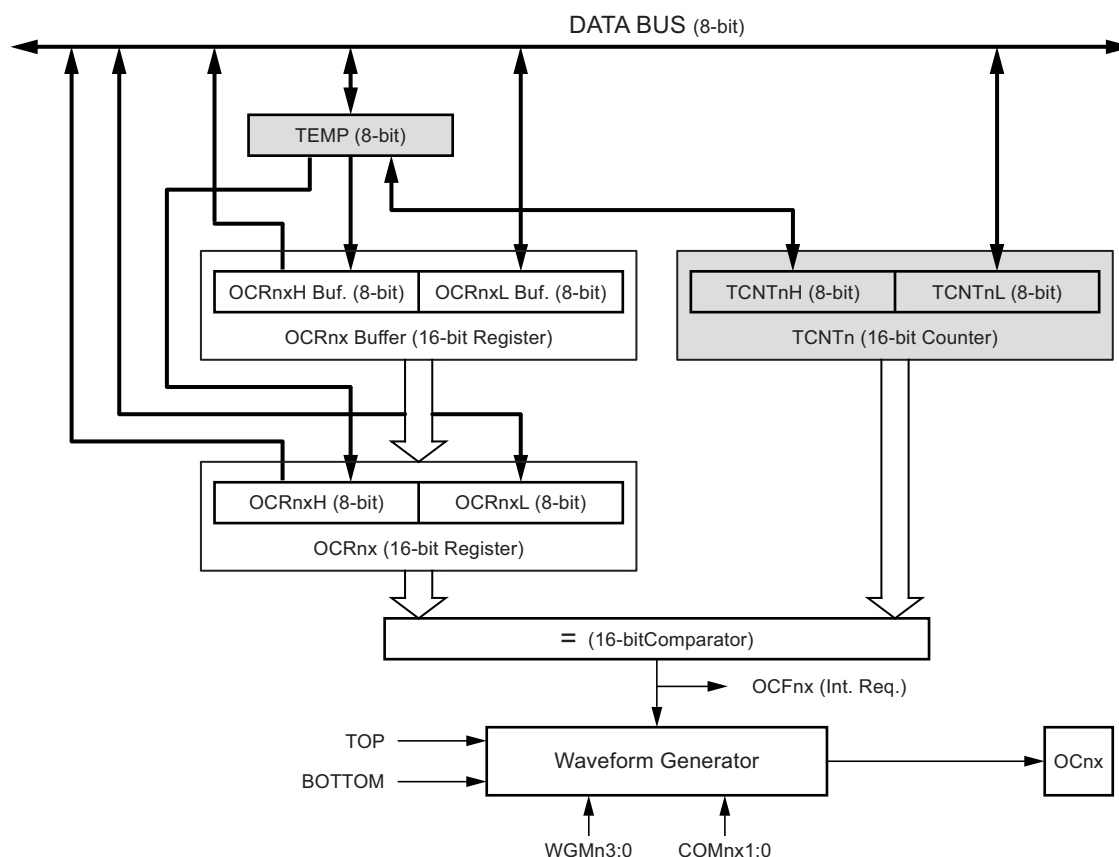 DATA BUS (8-bit)
TEMP (8-bit)
OCRnxH Buf. (8-bit)
OCRnxL Buf. (8-bit)
OCRnx Buffer (16-bit Register)
TCNTnH (8-bit)
TCNTnL (8-bit)
TCNTn (16-bit Counter)
OCRnxH (8-bit)
OCRnxL (8-bit)
OCRnx (16-bit Register)
= (16-bitComparator)
OCFnx (Int. Req.)
TOP
BOTTOM
Waveform Generator
OCnx
WGMn3:0
COMnx1:0